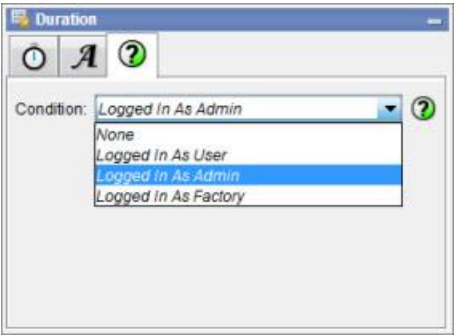 Duration
A
Condition: Logged In As Admin
None
Logged In As User
Logged In As Admin
Logged In As Factory